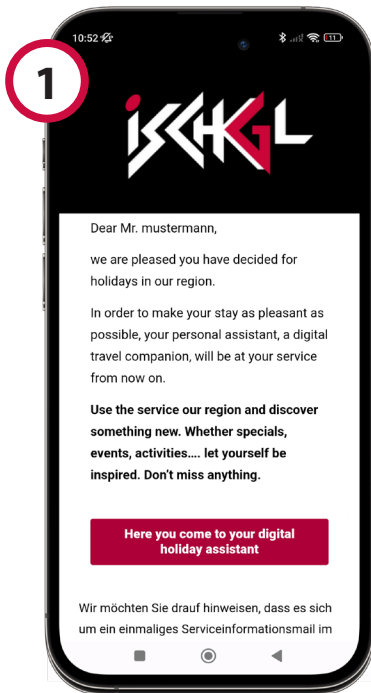 1
10:52
11
iSCHGL
Dear Mr. mustermann,
we are pleased you have decided for
holidays in our region.
In order to make your stay as pleasant as
possible, your personal assistant, a digital
travel companion, will be at your service
from now on.
Use the service our region and discover
something new. Whether specials,
events, activities.... let yourself be
inspired. Don’t miss anything.
Here you come to your digital
holiday assistant
Wir möchten Sie drauf hinweisen, dass es sich
um ein einmaliges Serviceinformationsmail im